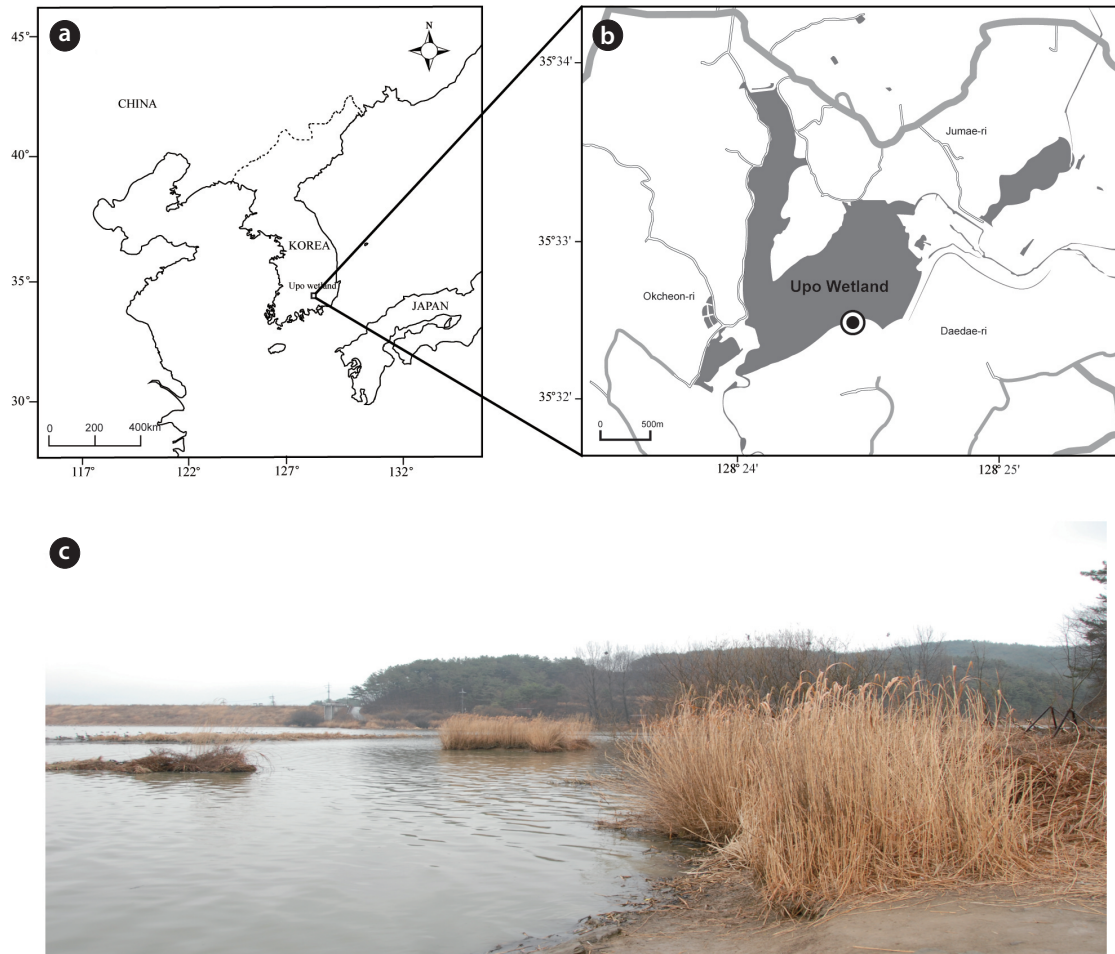 a
N
45°
CHINA
40°
KOREA
35°
Upo wetland
JAPAN
30°
0 200 400km
117° 122° 127° 132°
b
35° 34'
Jumae-ri
35° 33'
Upo Wetland
Okcheon-ri
Daedae-ri
35° 32'
0 500m
128° 24' 128° 25'
c